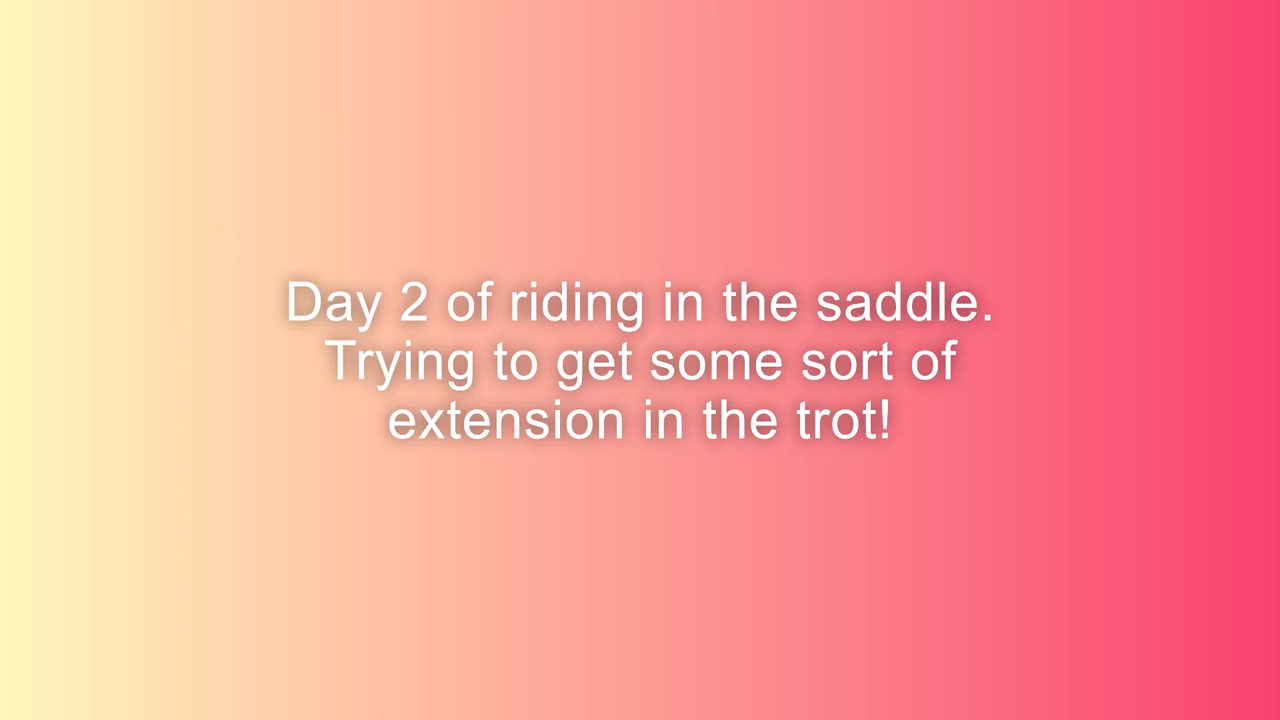 Day 2 of riding in the saddle.
Trying to get some sort of
extension in the trot!